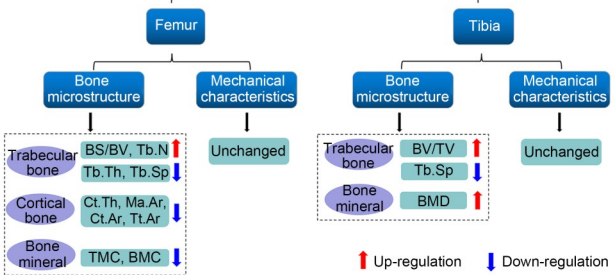 Femur
Bone
microstructure
Mechanical
characteristics
Trabecular
bone
BS/BV, Tb.N
Tb.Th, Tb.Sp
Unchanged
Cortical
bone
Ct.Th, Ma.Ar,
Ct.Ar, Tt.Ar
Bone
mineral
TMC, BMC
Tibia
Bone
microstructure
Mechanical
characteristics
Trabecular
bone
BV/TV
Tb.Sp
Unchanged
Bone
mineral
BMD
Up-regulation
Down-regulation